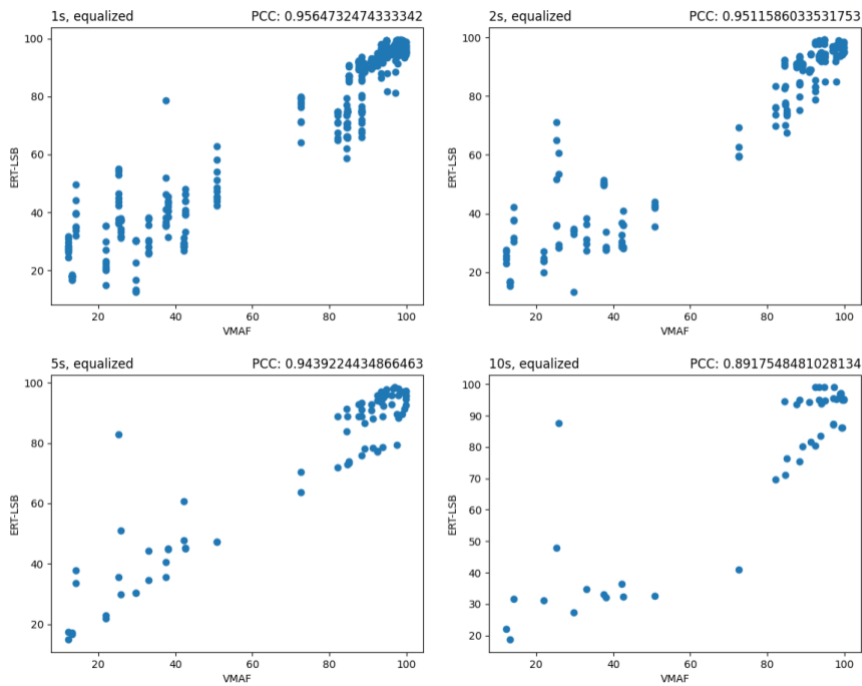 1s, equalized PCC: 0.9564732474333342
100
80
60
40
20
ERT-LSB
20 40 60 80 100
VMAF
2s, equalized PCC: 0.9511586033531753
100
80
60
40
20
ERT-LSB
20 40 60 80 100
VMAF
5s, equalized PCC: 0.9439224434866463
100
80
60
40
20
ERT-LSB
20 40 60 80 100
VMAF
10s, equalized PCC: 0.8917548481028134
100
90
80
70
60
50
40
30
20
ERT-LSB
20 40 60 80 100
VMAF